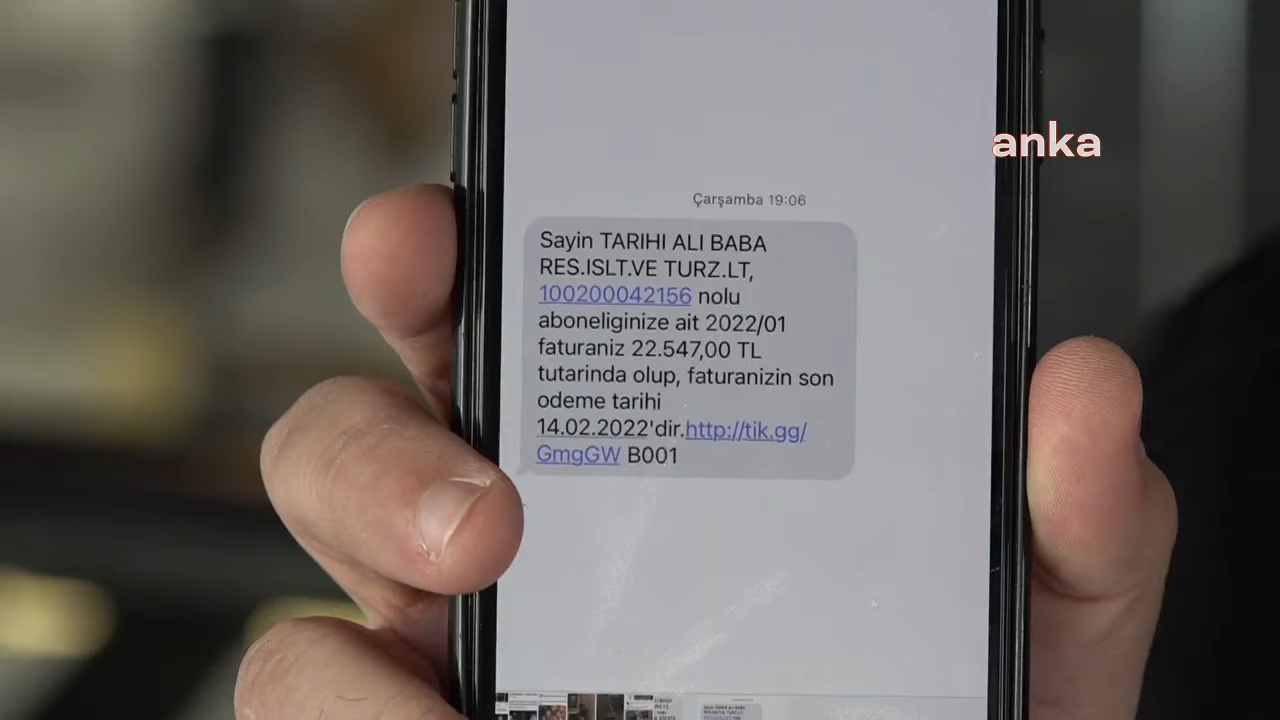 anka
Çarşamba 19:06
Sayin TARIHI ALI BABA
RES.ISLT.VE TURZ.LT,
100200042156 nolu
aboneliginize ait 2022/01
faturaniz 22.547,00 TL
tutarinda olup, faturanizin son
odeme tarihi
14.02.2022'dir.http://tik.gg/
GmgGW B001